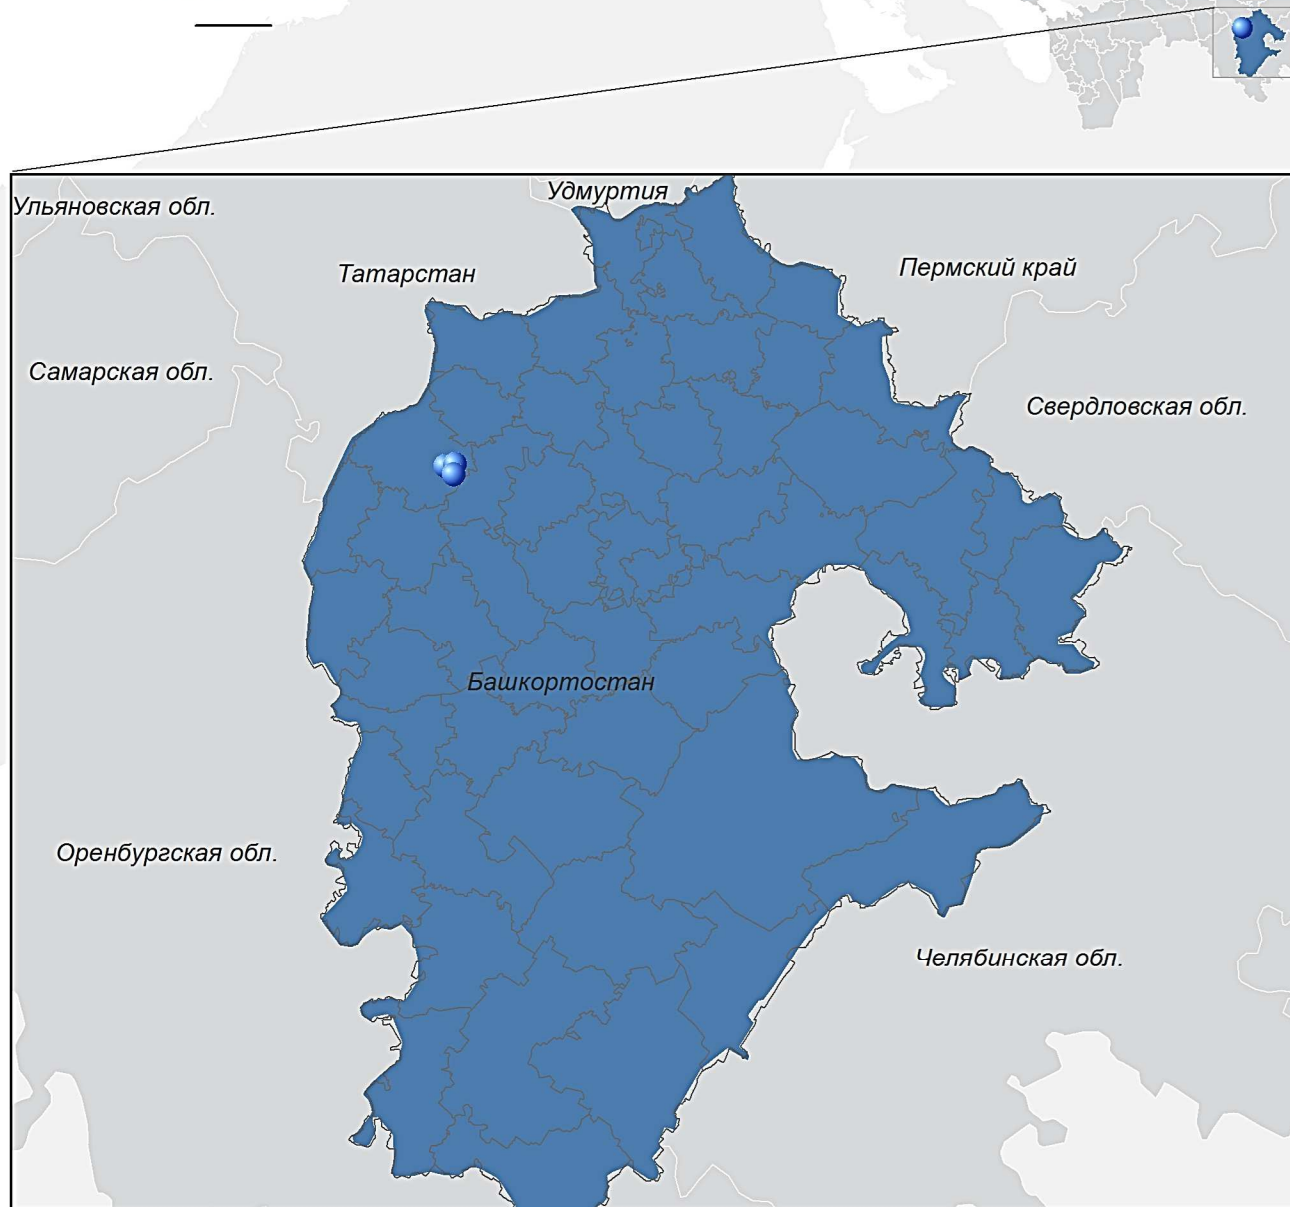 Удмуртия
Ульяновская обл.
Татарстан
Пермский край
Самарская обл.
Свердловская обл.
Башкортостан
Оренбургская обл.
Челябинская обл.